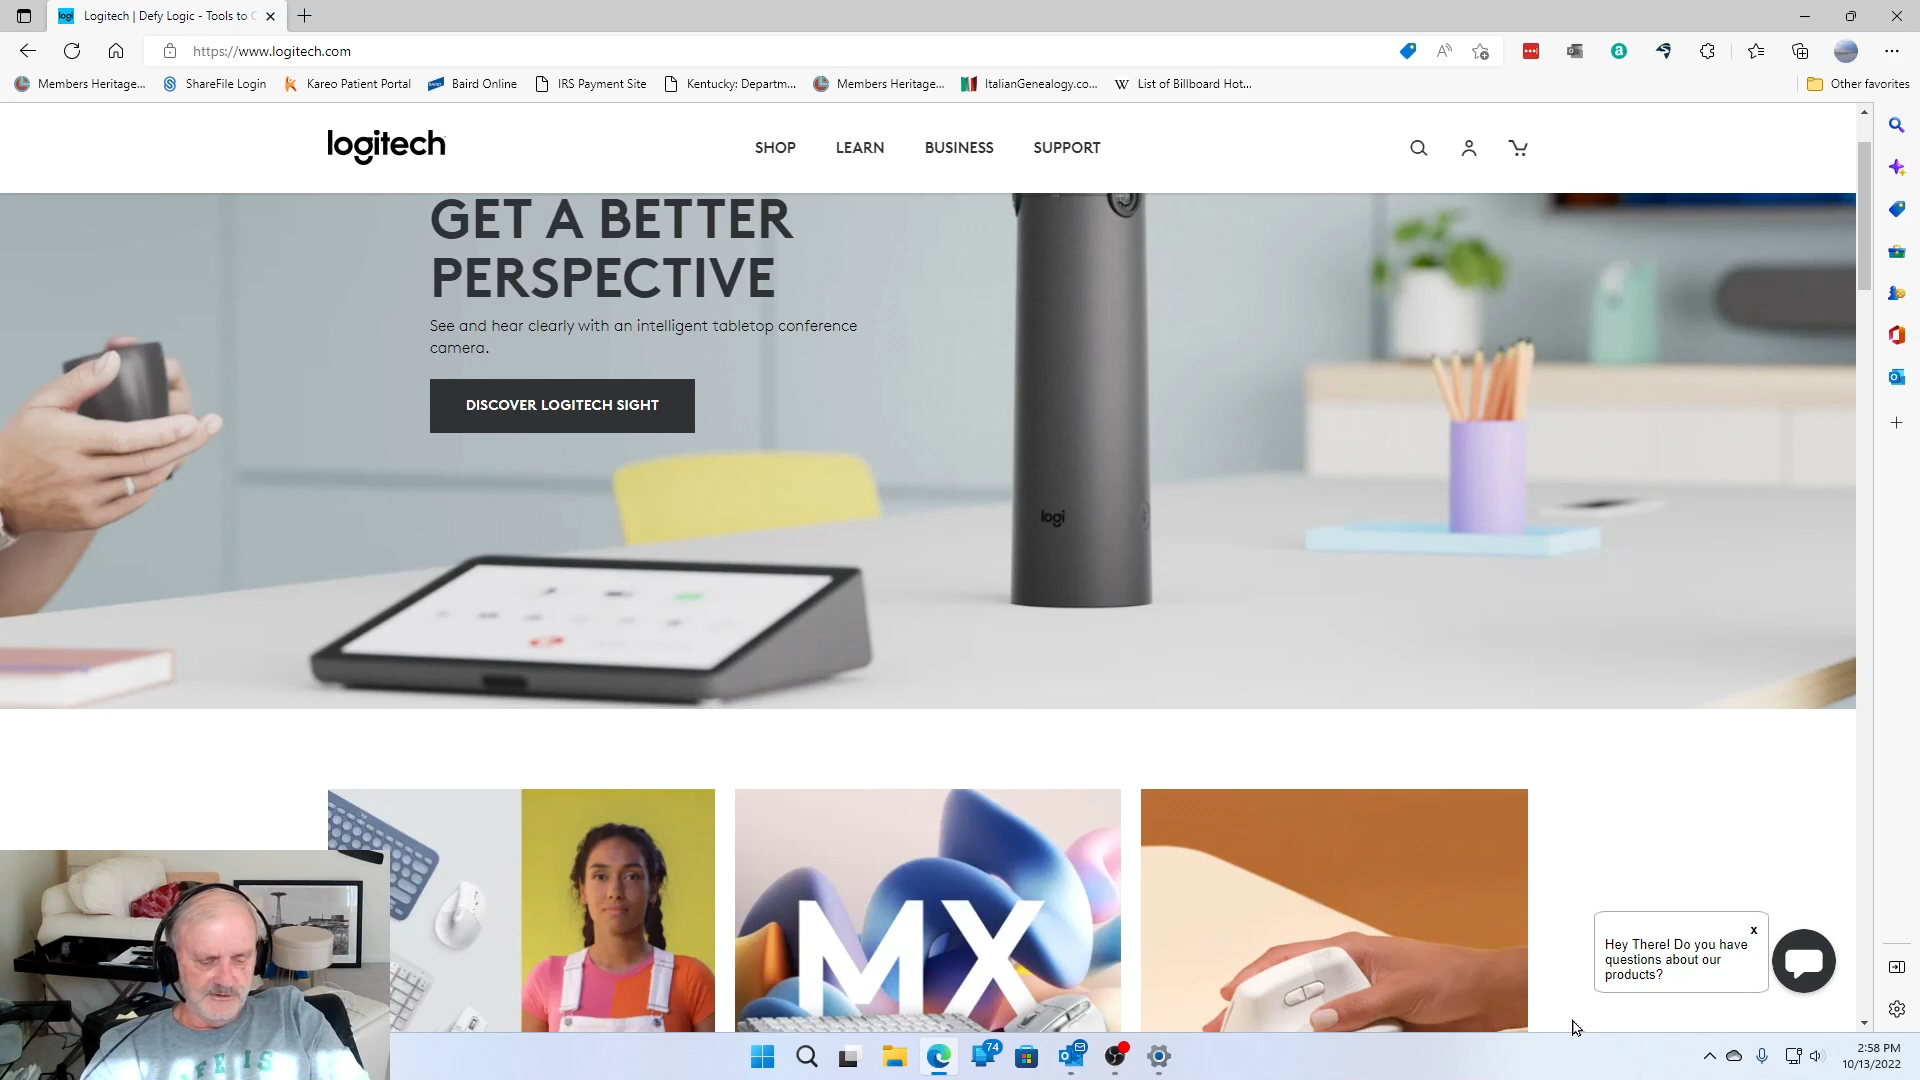 Logitech | Defy Logic - Tools to C
https://www.logitech.com
Members Heritage...
ShareFile Login
Kareo Patient Portal
Baird Online
IRS Payment Site
Kentucky: Departm...
Members Heritage...
ItalianGenealogy.co...
List of Billboard Hot...
Other favorites
logitech
SHOP
LEARN
BUSINESS
SUPPORT
GET A BETTER
PERSPECTIVE
See and hear clearly with an intelligent tabletop conference
camera.
DISCOVER LOGITECH SIGHT
logi
MX
x
Hey There! Do you have
questions about our
products?
74
2:58 PM
10/13/2022